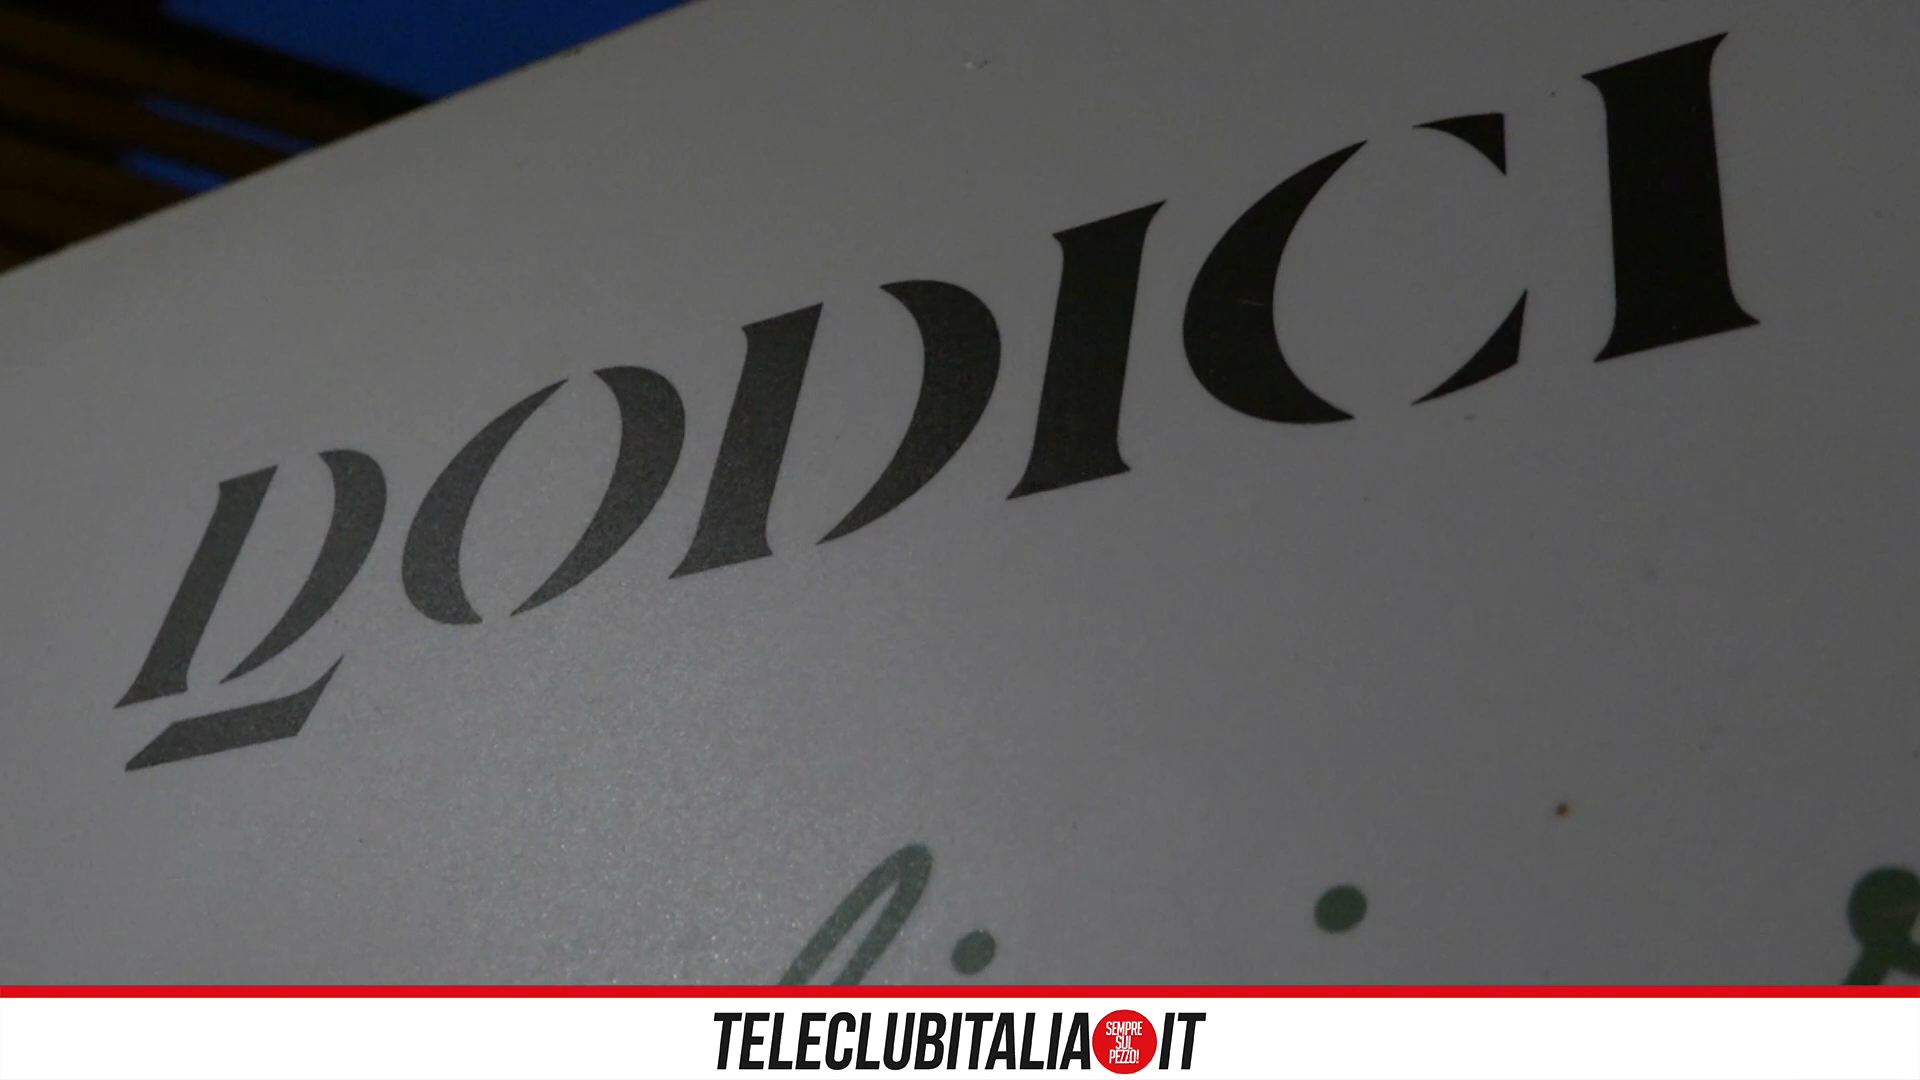 DODICI
TELECLUBITALIA
SEMPRE
SUL
PEZZO!
IT